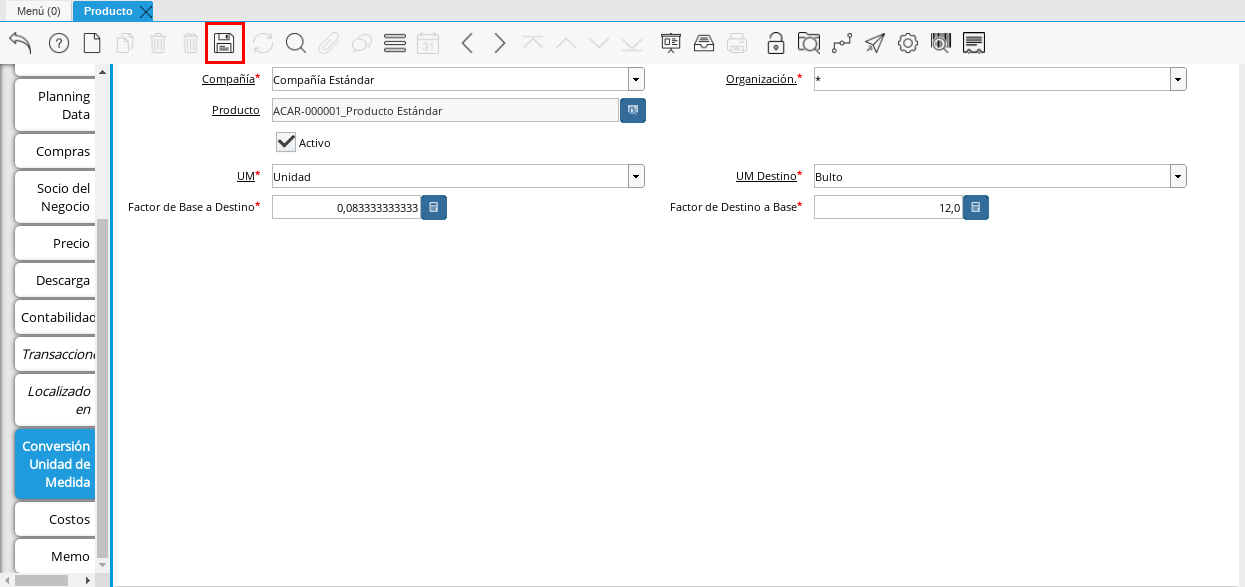 Menú (0)
Producto
31
Planning
Data
Compras
Socio del
Negocio
Precio
Descarga
Contabilidad
Transaccione
Localizado
en
Conversión
Unidad de
Medida
Costos
Memo
Compañía* Compañía Estándar Organización.* *
Producto ACAR-000001_Producto Estándar
Activo
UM* Unidad UM Destino* Bulto
Factor de Base a Destino* 0,083333333333 Factor de Destino a Base* 12,0